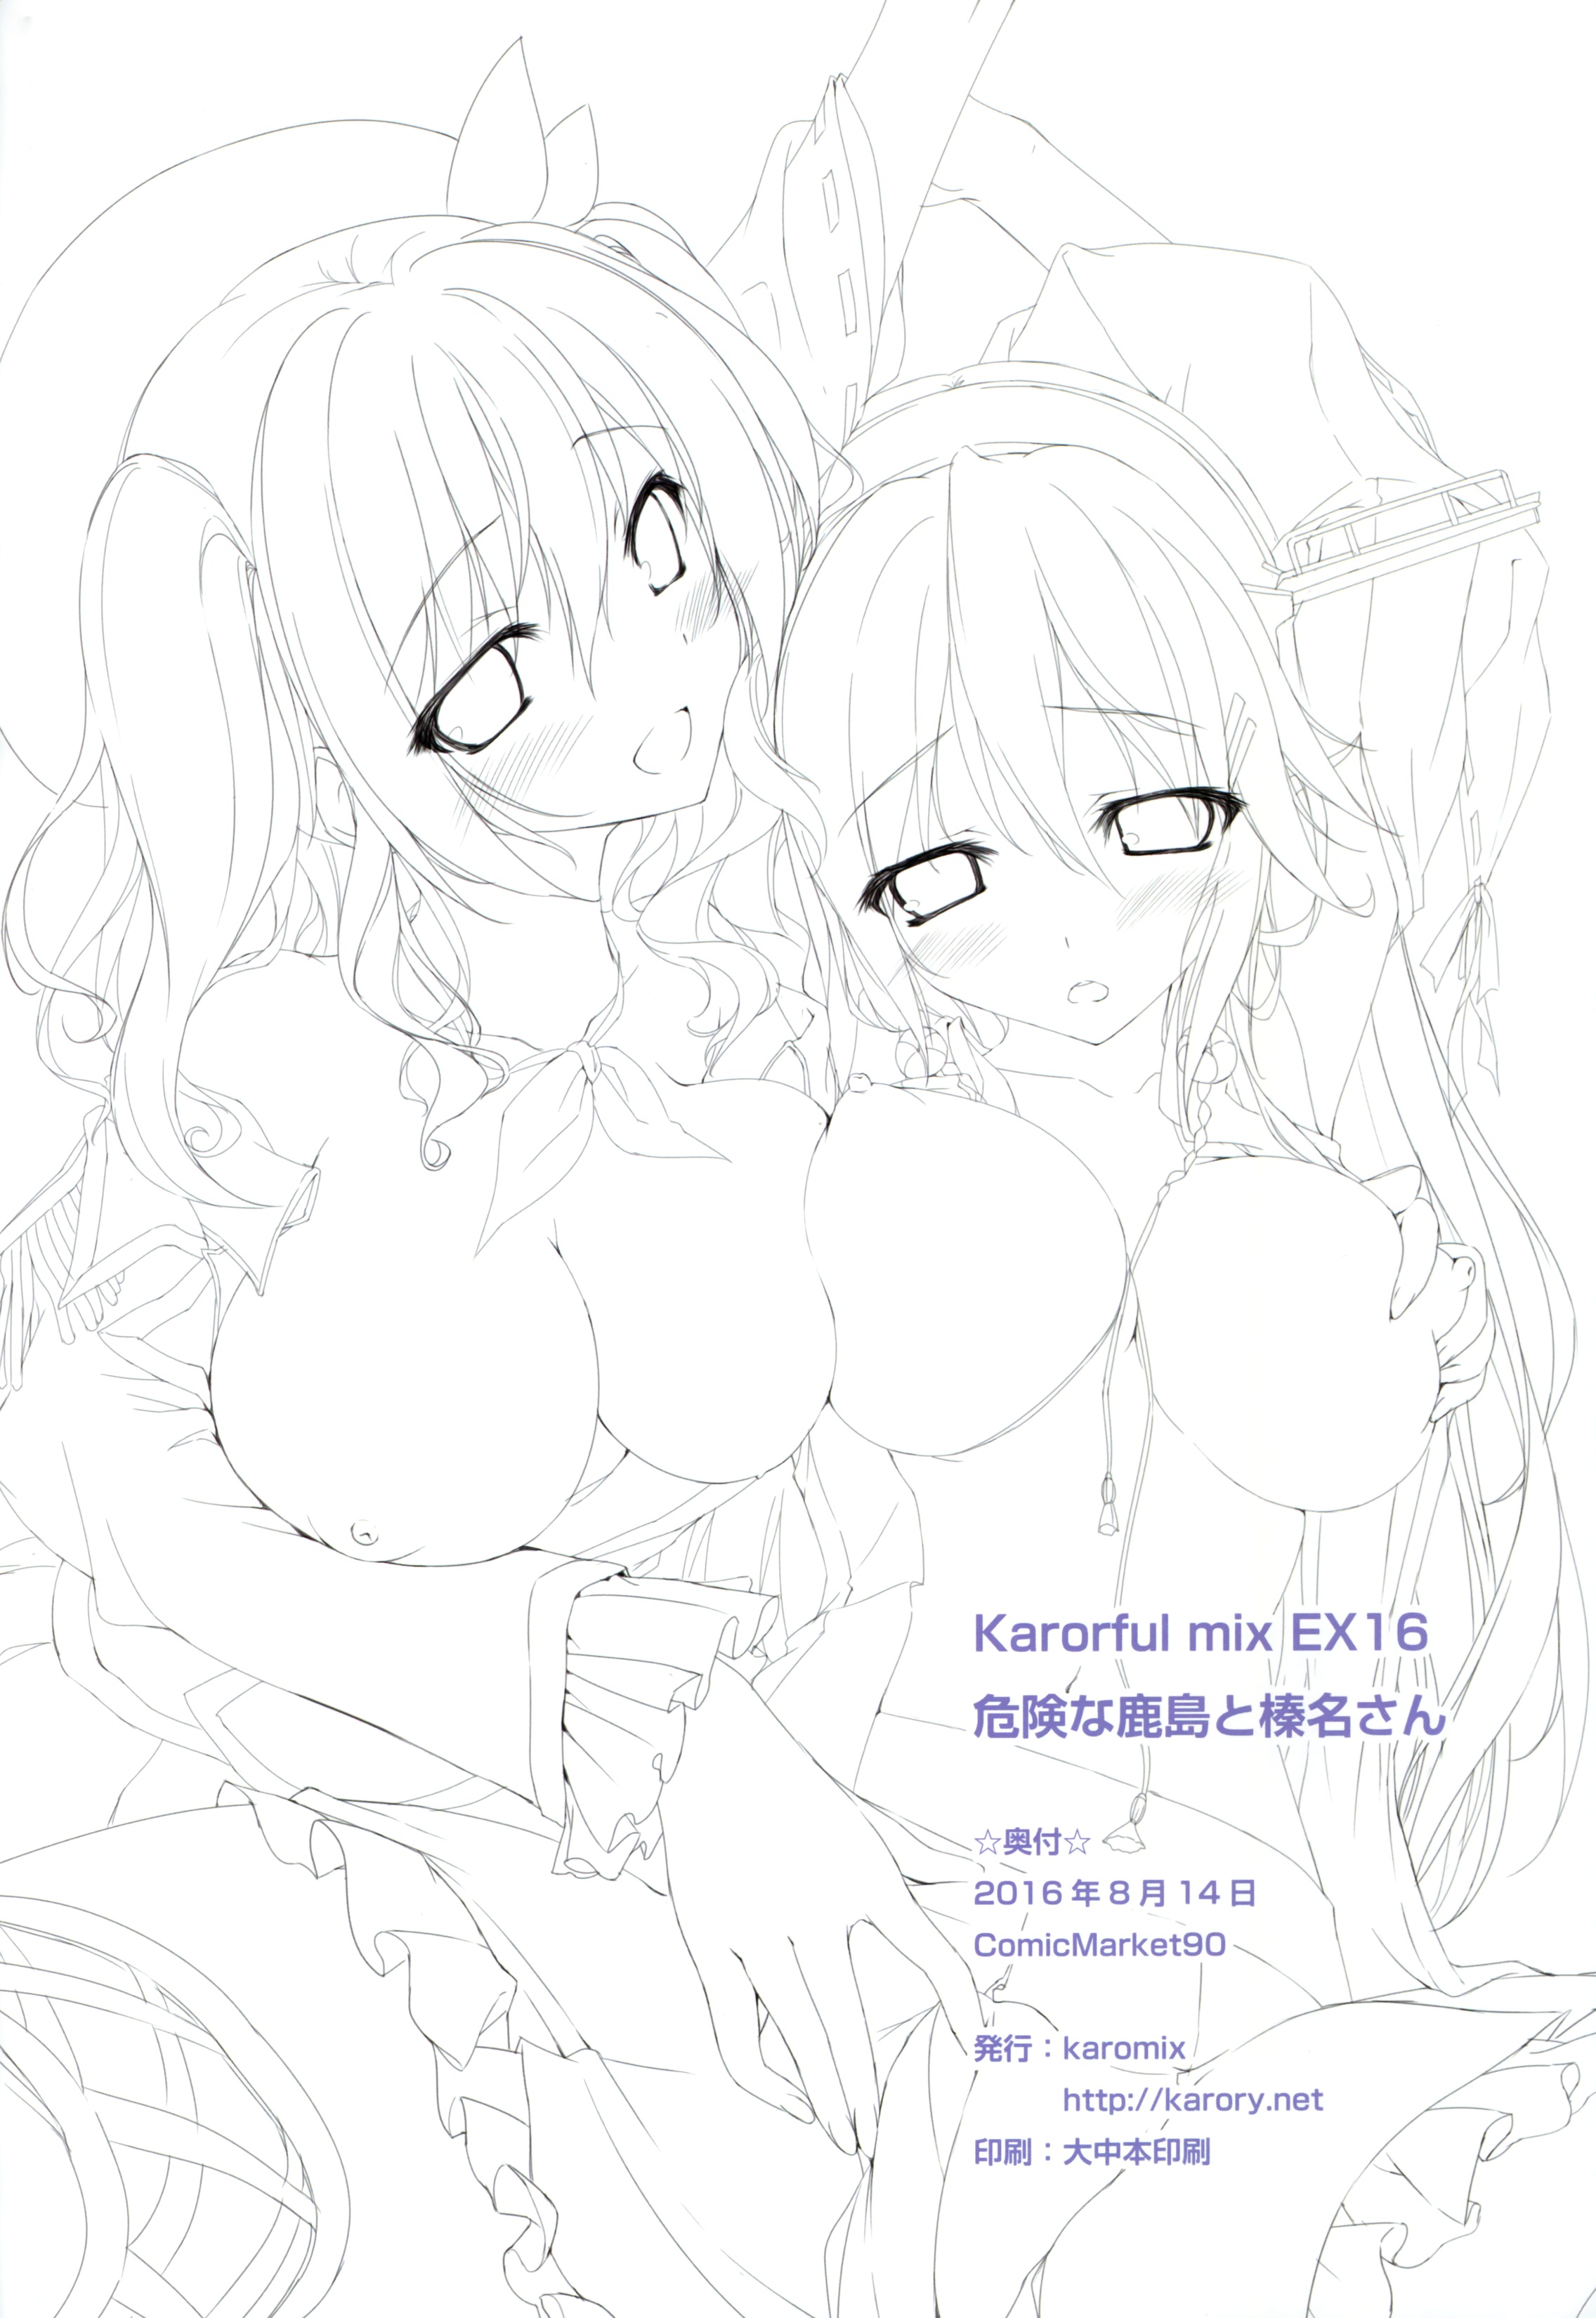 Karorful mix EX16
危険な鹿島と榛名さん
☆奥付☆
2016年8月14日
ComicMarket90
発行：karomix
http://karory.net
印刷：大中本印刷